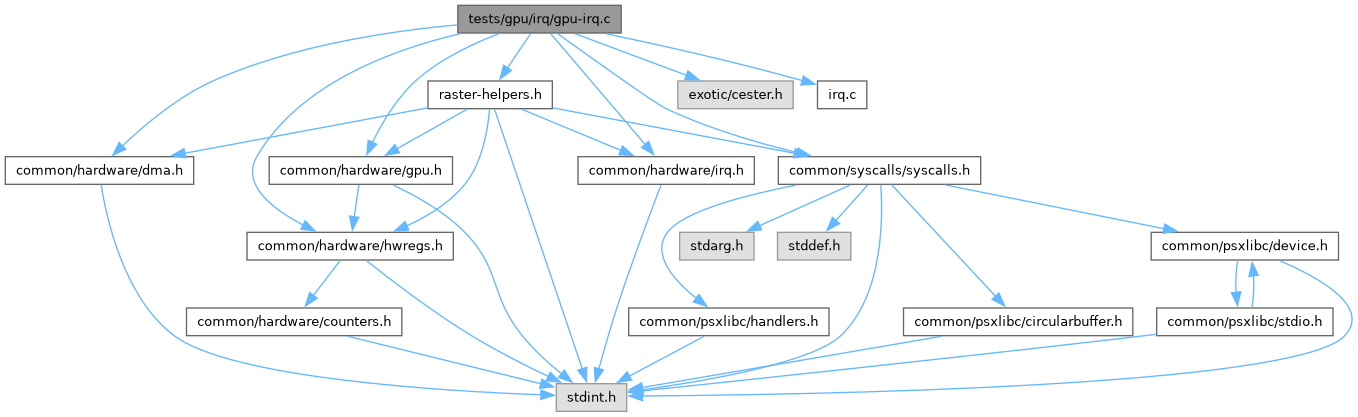 tests/gpu/irq/gpu-irq.c
raster-helpers.h
exotic/cester.h
irq.c
common/hardware/dma.h
common/hardware/gpu.h
common/hardware/irq.h
common/syscalls/syscalls.h
common/hardware/hwregs.h
stdarg.h
stddef.h
common/psxlibc/device.h
common/hardware/counters.h
common/psxlibc/handlers.h
common/psxlibc/circularbuffer.h
common/psxlibc/stdio.h
stdint.h